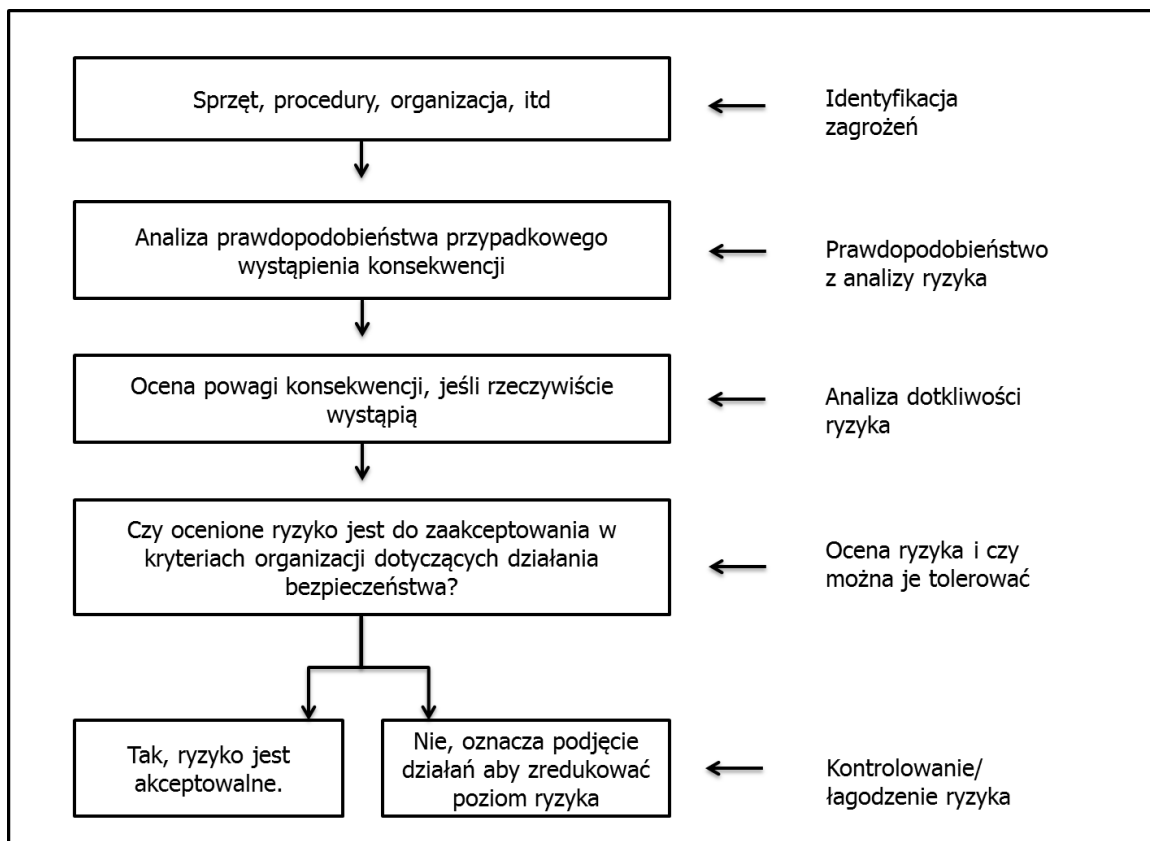 Sprzęt, procedury, organizacja, itd
Identyfikacja
zagrożeń
Analiza prawdopodobieństwa przypadkowego
wystąpienia konsekwencji
Prawdopodobieństwo
z analizy ryzyka
Ocena powagi konsekwencji, jeśli rzeczywiście
wystąpią
Analiza dotkliwości
ryzyka
Czy ocenione ryzyko jest do zaakceptowania w
kryteriach organizacji dotyczących działania
bezpieczeństwa?
Ocena ryzyka i czy
można je tolerować
Tak, ryzyko jest
akceptowalne.
Nie, oznacza podjęcie
działań aby zredukować
poziom ryzyka
Kontrolowanie/
łagodzenie ryzyka